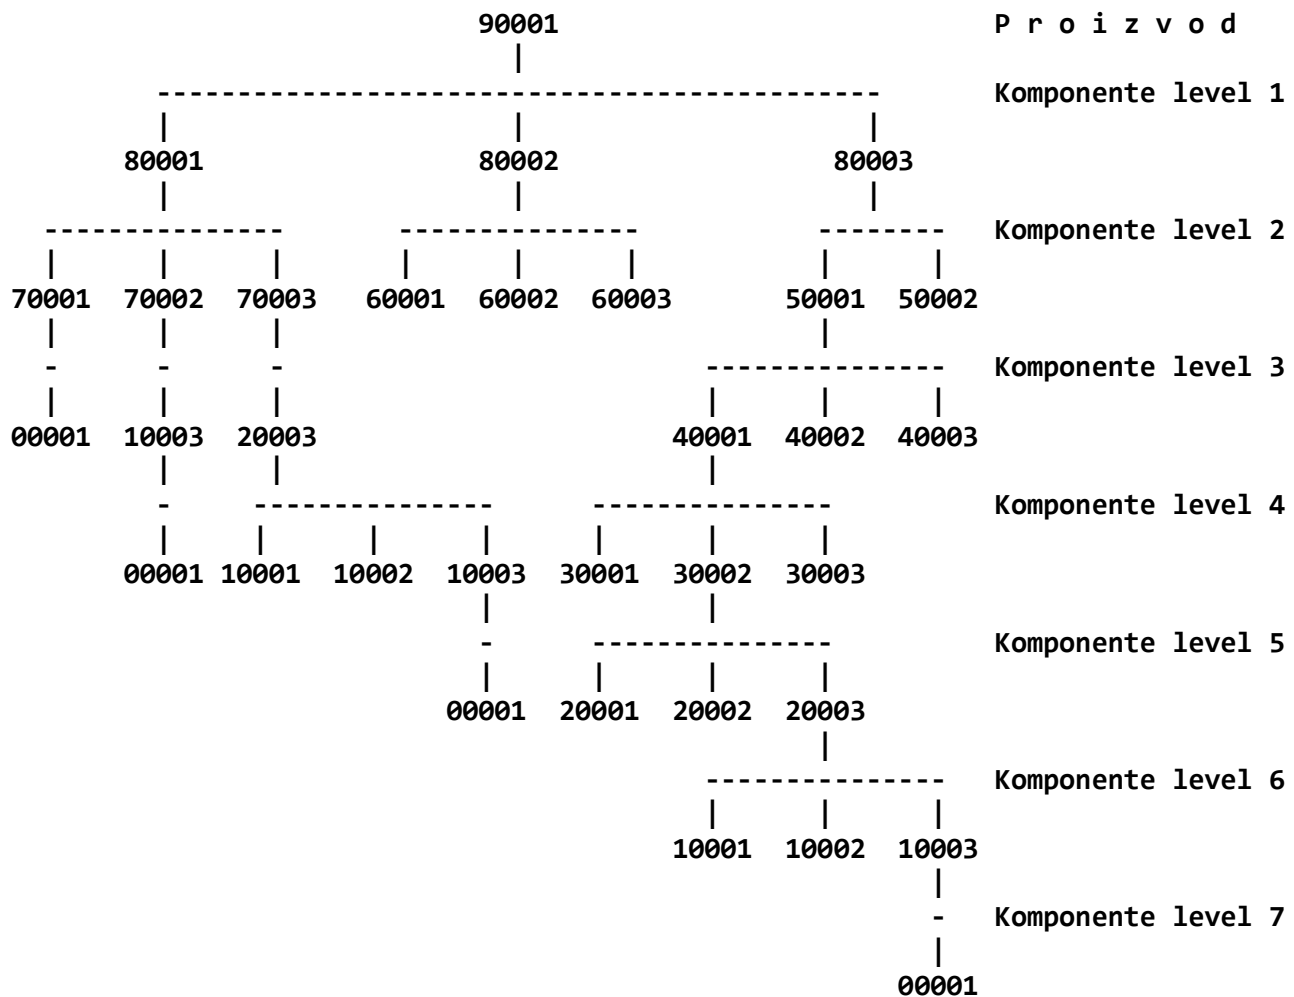 90001 P r o i z v o d
Komponente level 1
80001 80002 80003
Komponente level 2
70001 70002 70003 60001 60002 60003 50001 50002
Komponente level 3
00001 10003 20003 40001 40002 40003
Komponente level 4
00001 10001 10002 10003 30001 30002 30003
Komponente level 5
00001 20001 20002 20003
Komponente level 6
10001 10002 10003
Komponente level 7
00001